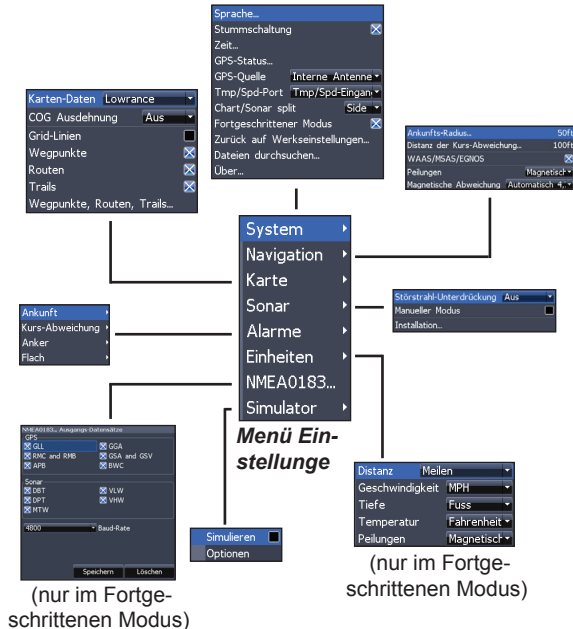 Sprache...
Stummschaltung
Zeit...
GPS-Status...
GPS-Quelle Interne Antenne
Tmp/Spd-Port Tmp/Spd-Eingan
Chart/Sonar split Side
Fortgeschrittener Modus
Zurück auf Werkseinstellungen...
Dateien durchsuchen...
Über...
Karten-Daten Lowrance
COG Ausdehnung Aus
Grid-Linien
Wegpunkte
Routen
Trails
Wegpunkte, Routen, Trails...
Ankunfts-Radius... 50ft
Distanz der Kurs-Abweichung... 100ft
WAAS/MSAS/EGNOS
Peilungen Magnetisch
Magnetische Abweichung Automatisch 4,
System
Navigation
Karte
Sonar
Alarme
Einheiten
NMEA0183...
Simulator
Menü Ein-
stellunge
Störstrahl-Unterdrückung Aus
Manueller Modus
Installation...
Ankunft
Kurs-Abweichung
Anker
Flach
NMEA0183... Ausgangs-Datensätze
GPS
GLL GGA
RMC and RMB GSA and GSV
APB BWC
Sonar
DBT VLW
DPT VHW
MTW
4800 Baud-Rate
Speichern Löschen
(nur im Fortge-
schrittenen Modus)
Simulieren
Optionen
Distanz Meilen
Geschwindigkeit MPH
Tiefe Fuss
Temperatur Fahrenheit
Peilungen Magnetisch
(nur im Fortge-
schrittenen Modus)